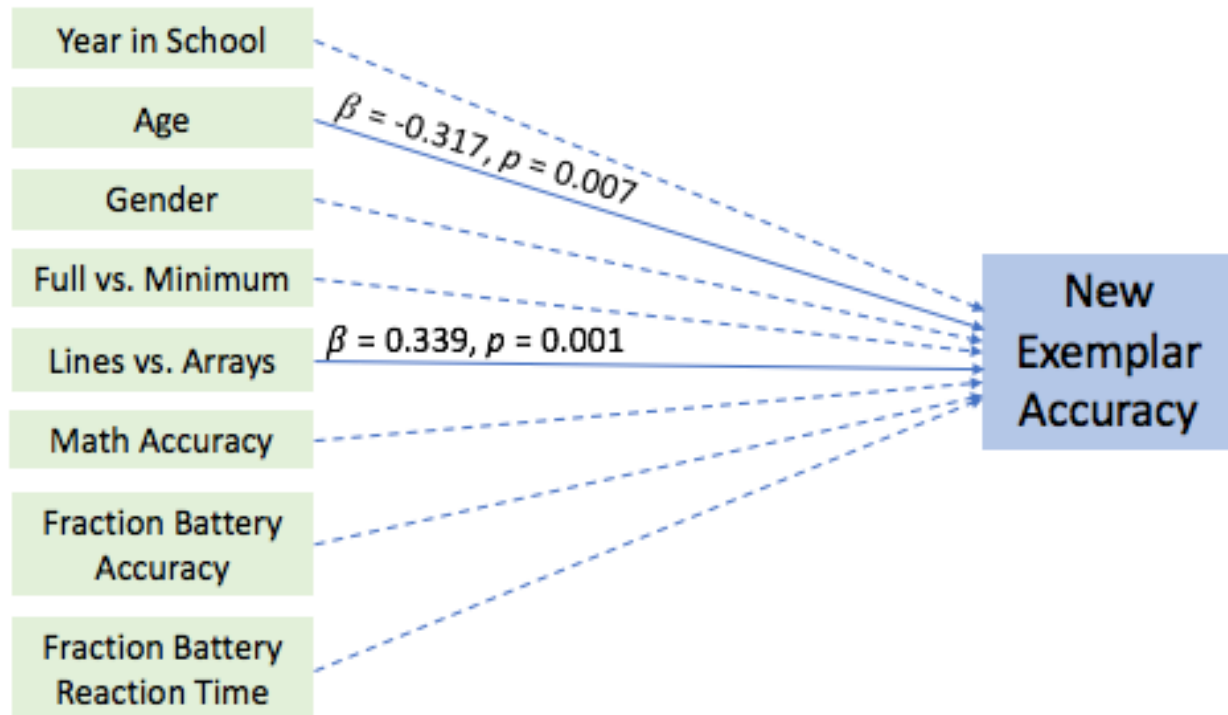 Year in School
Age
β = -0.317, p = 0.007
Gender
Full vs. Minimum
Lines vs. Arrays
β = 0.339, p = 0.001
Math Accuracy
Fraction Battery
Accuracy
Fraction Battery
Reaction Time
New
Exemplar
Accuracy